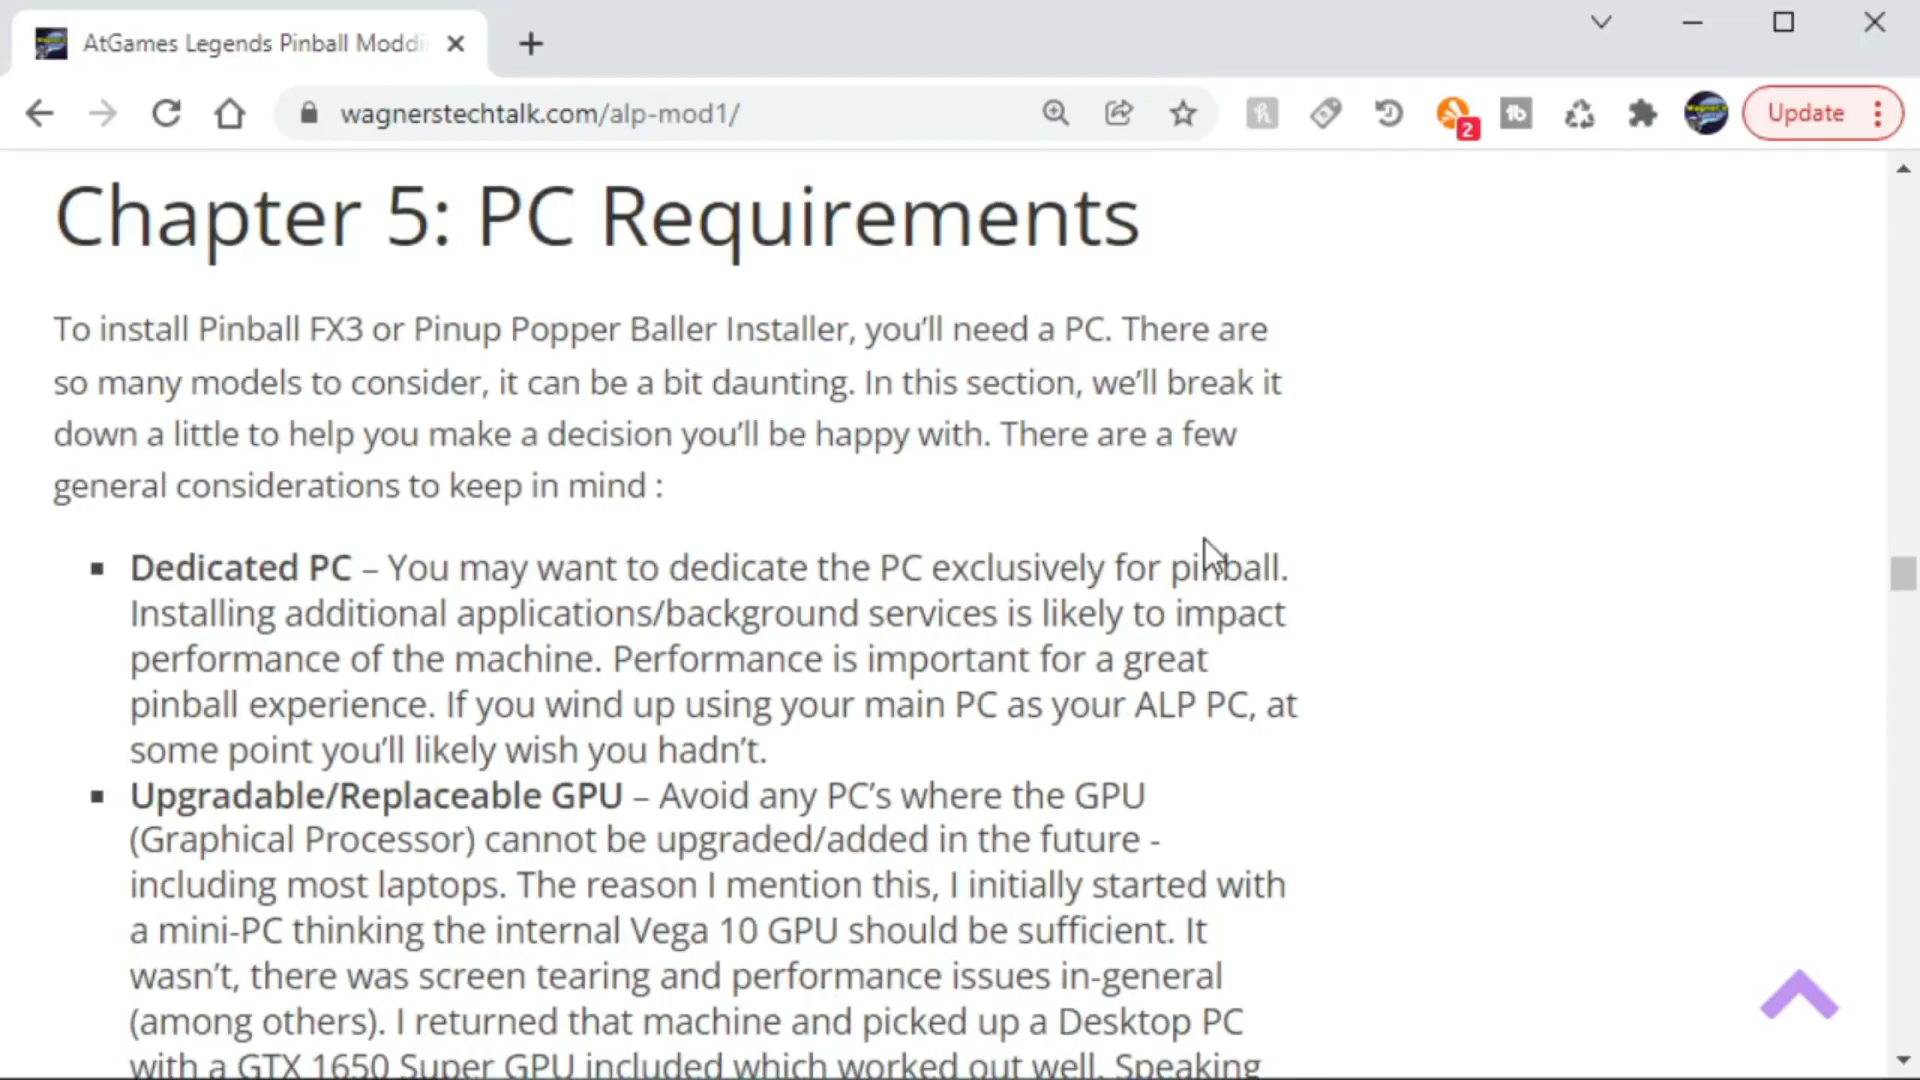 AtGames Legends Pinball Moddi
wagnerstechtalk.com/alp-mod1/
2
Update
Chapter 5: PC Requirements
To install Pinball FX3 or Pinup Popper Baller Installer, you’ll need a PC. There are
so many models to consider, it can be a bit daunting. In this section, we’ll break it
down a little to help you make a decision you’ll be happy with. There are a few
general considerations to keep in mind :
▪ Dedicated PC – You may want to dedicate the PC exclusively for pinball.
Installing additional applications/background services is likely to impact
performance of the machine. Performance is important for a great
pinball experience. If you wind up using your main PC as your ALP PC, at
some point you’ll likely wish you hadn’t.
▪ Upgradable/Replaceable GPU – Avoid any PC’s where the GPU
(Graphical Processor) cannot be upgraded/added in the future -
including most laptops. The reason I mention this, I initially started with
a mini-PC thinking the internal Vega 10 GPU should be sufficient. It
wasn’t, there was screen tearing and performance issues in-general
(among others). I returned that machine and picked up a Desktop PC
with a GTX 1650 Super GPU included which worked out well. Speaking